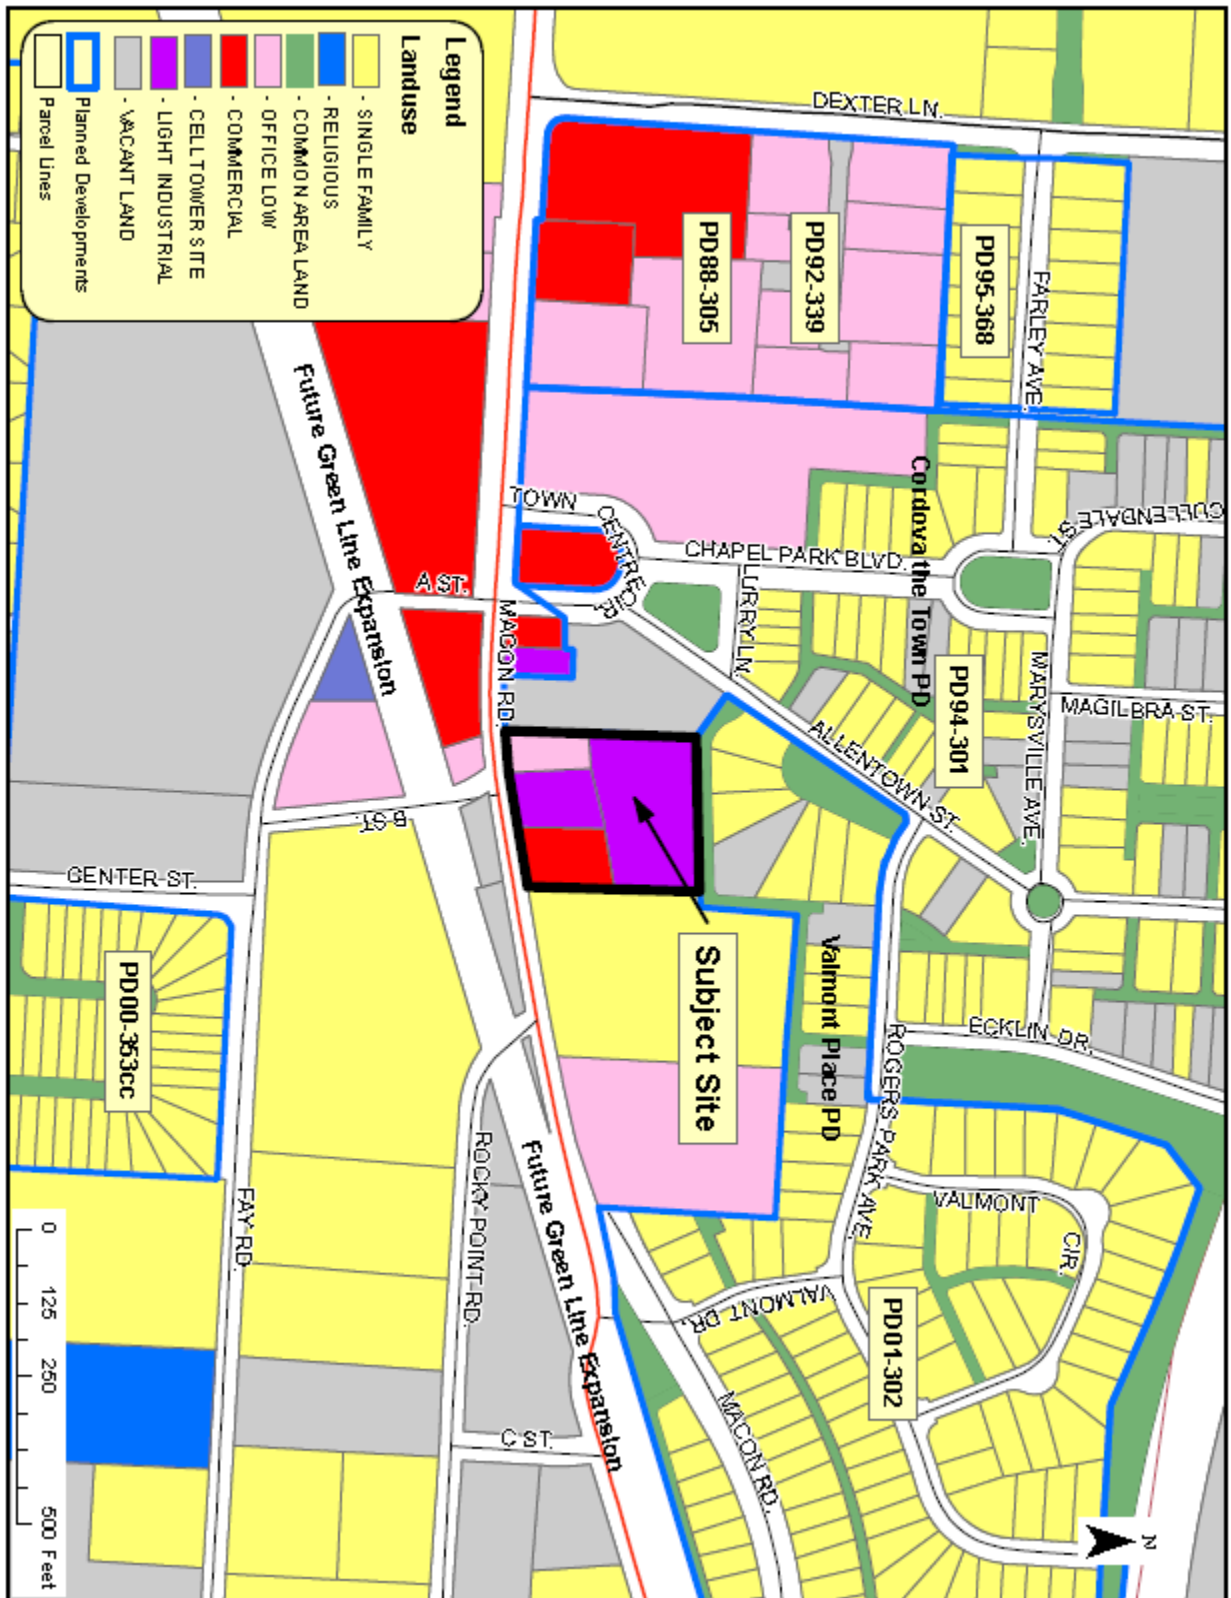 Legend
Landuse
- SINGLE FAMILY
- RELIGIOUS
- COMMON AREA LAND
- OFFICE LOW
- COMMERCIAL
- CELL TOWER SITE
- LIGHT INDUSTRIAL
- VACANT LAND
Planned Developments
Parcel Lines
DEXTER LN.
PD95-368
PD92-339
PD88-305
FARLEY AVE.
CULLENDALE ST.
Cordova the Town PD
CHAPEL PARK BLVD.
TOWN CENTRE CIR.
LURRY LN.
MACON RD.
A ST.
Future Green Line Expansion
MAGILBRA ST.
MARYSVILLE AVE.
PD94-301
ALLENTOWN ST.
B ST.
CENTER ST.
Subject Site
Valmont Place PD
ECKLIN DR.
ROGERS PARK AVE.
VALMONT CIR.
VALMONT DR.
PD01-302
MACON RD.
PD00-353cc
FAY RD.
ROCKY POINT RD.
Future Green Line Expansion
C ST.
N
0 125 250 500 Feet